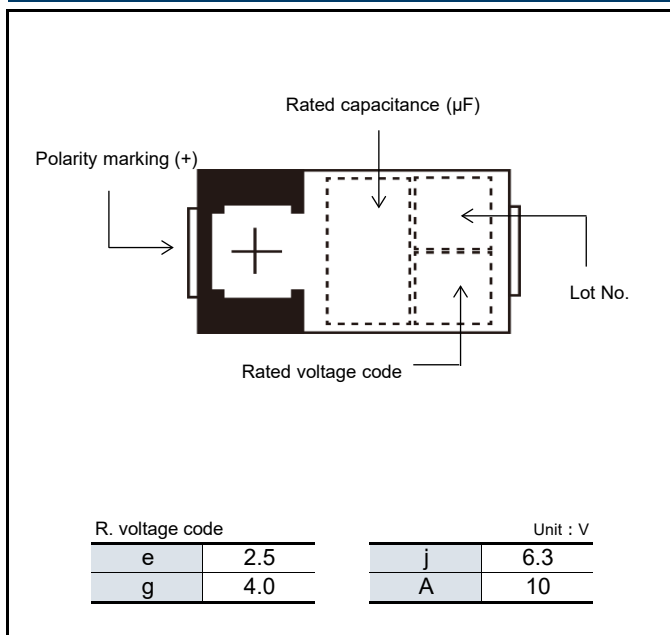 Rated capacitance (μF)
Polarity marking (+)
Lot No.
Rated voltage code
R. voltage code
Unit : V
e 2.5 j 6.3
g 4.0 A 10